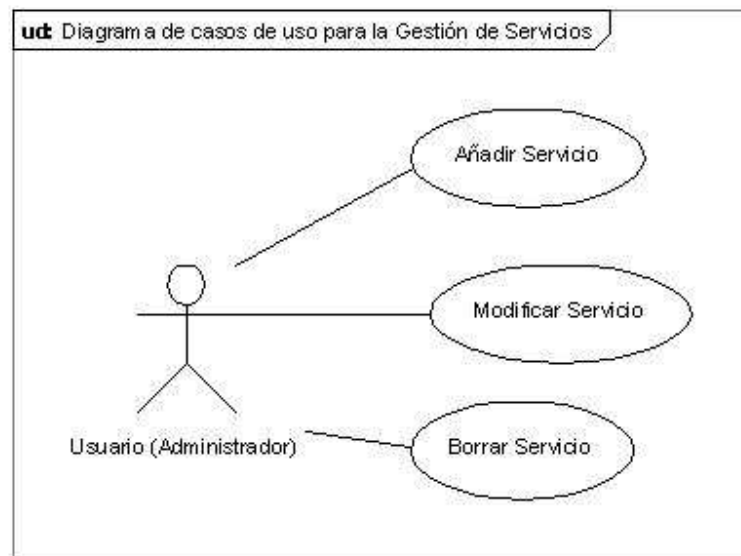 ud: Diagrama de casos de uso para la Gestión de Servicios
Añadir Servicio
Modificar Servicio
Usuario (Administrador)
Borrar Servicio